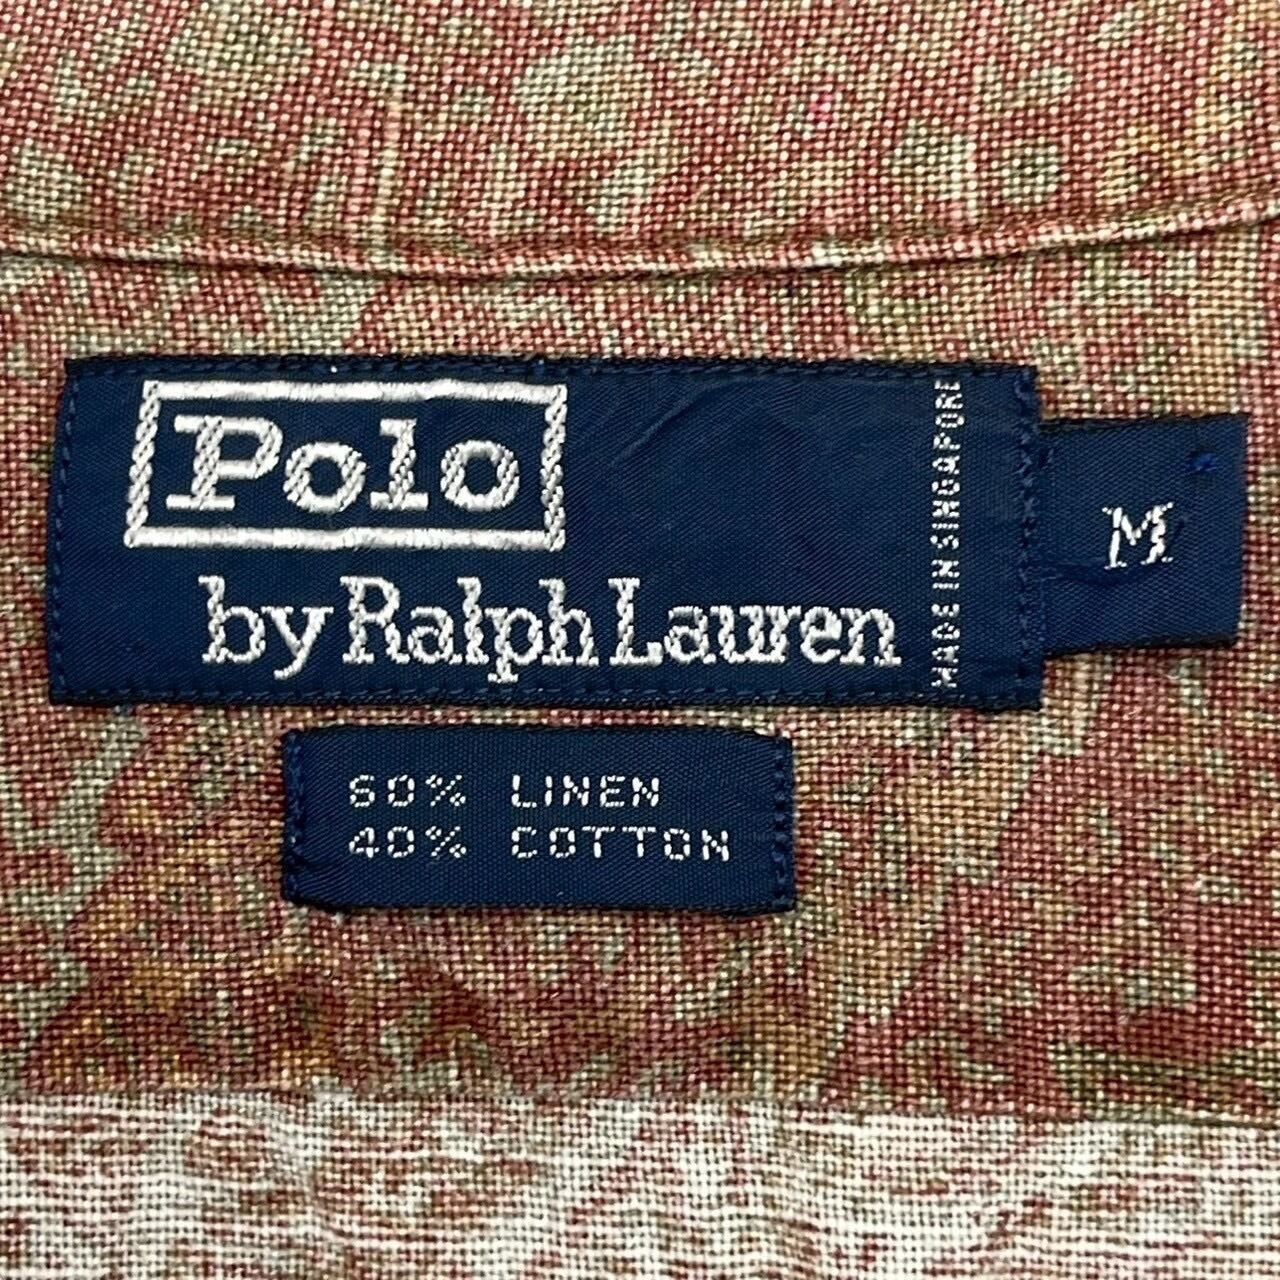 Polo
by Ralph Lauren
MADE IN SINGAPORE
M
60% LINEN
40% COTTON